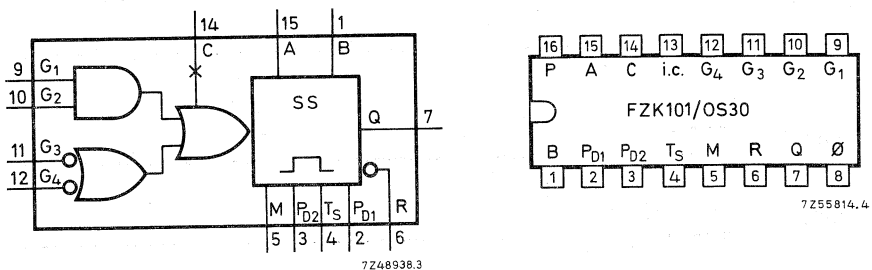 14 15 1
C A B
9 G1
10 G2
SS
Q 7
11 G3
12 G4
M PD2 TS PD1 R
5 3 4 2 6
7Z48938.3
16 15 14 13 12 11 10 9
P A C i.c. G4 G3 G2 G1
FZK101/OS30
B PD1 PD2 TS M R Q Ø
1 2 3 4 5 6 7 8
7Z55814.4